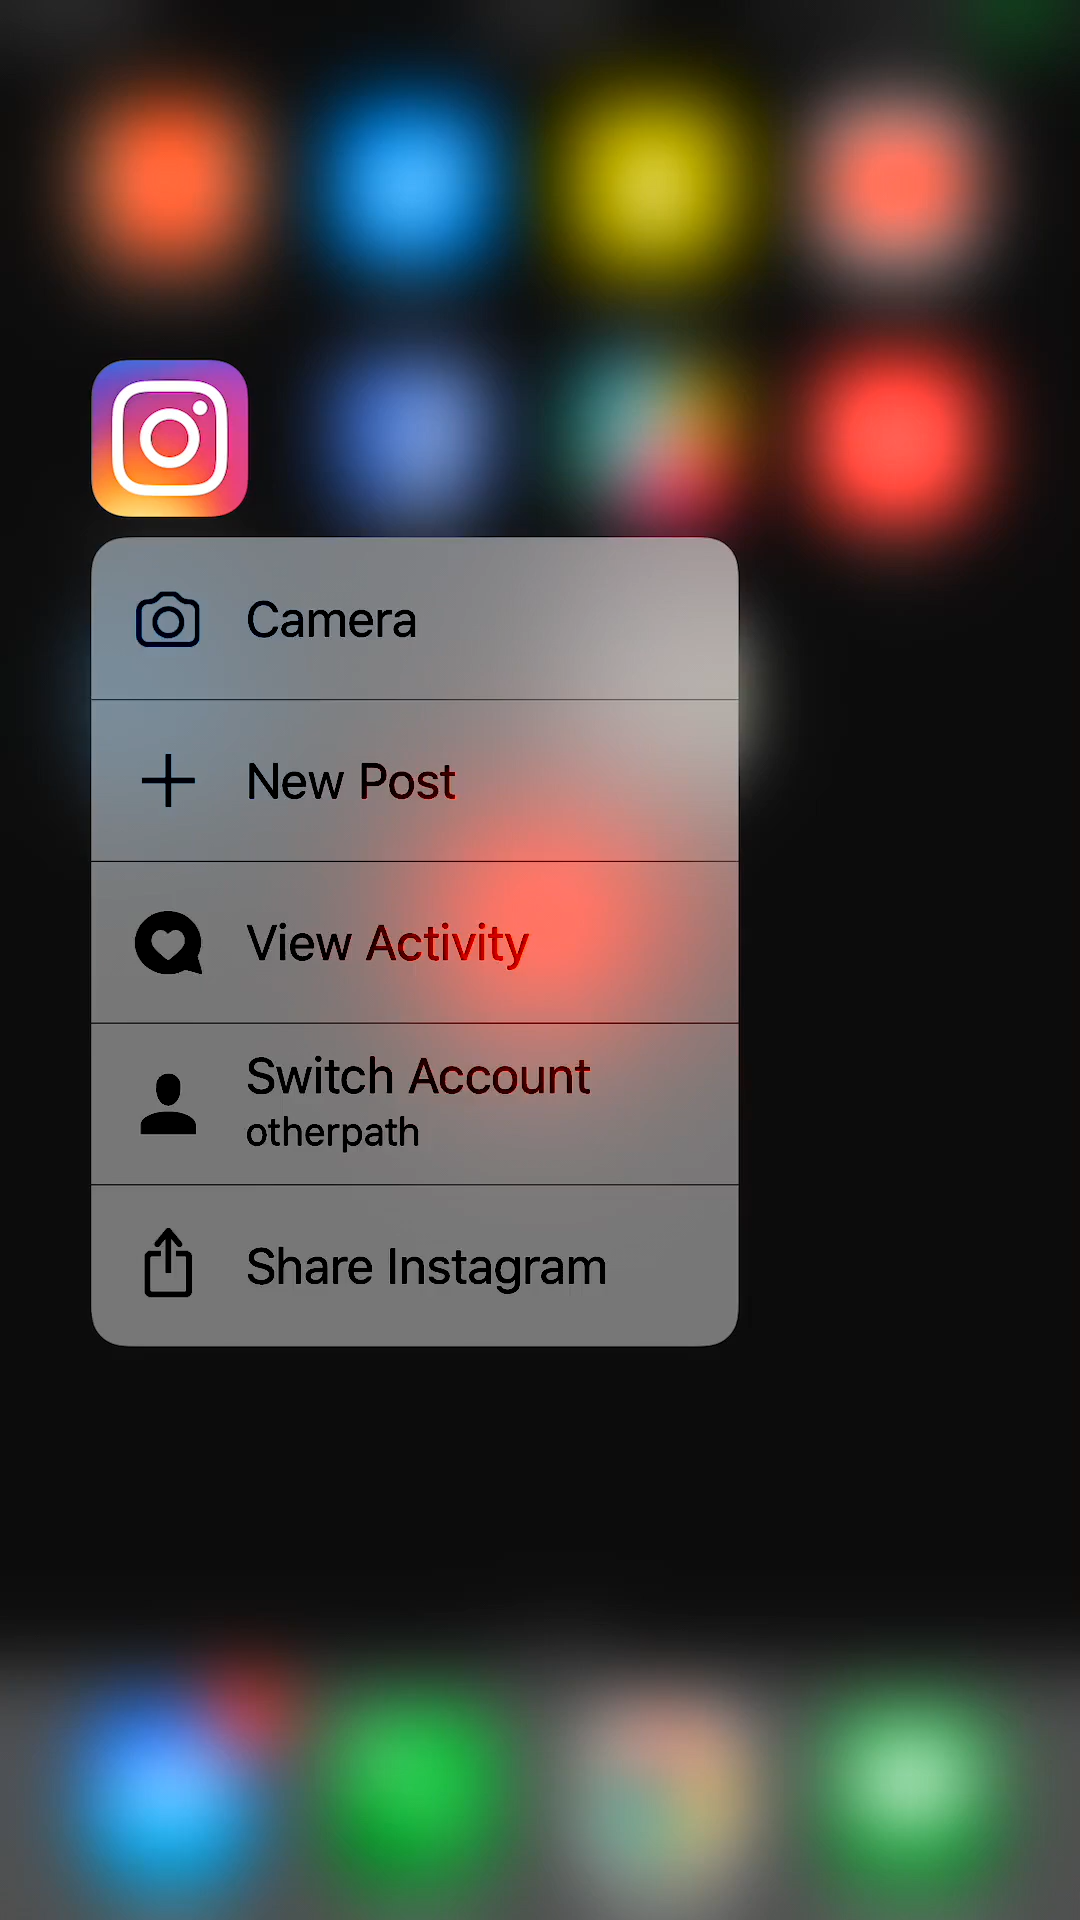 Camera
New Post
View Activity
Switch Account
otherpath
Share Instagram